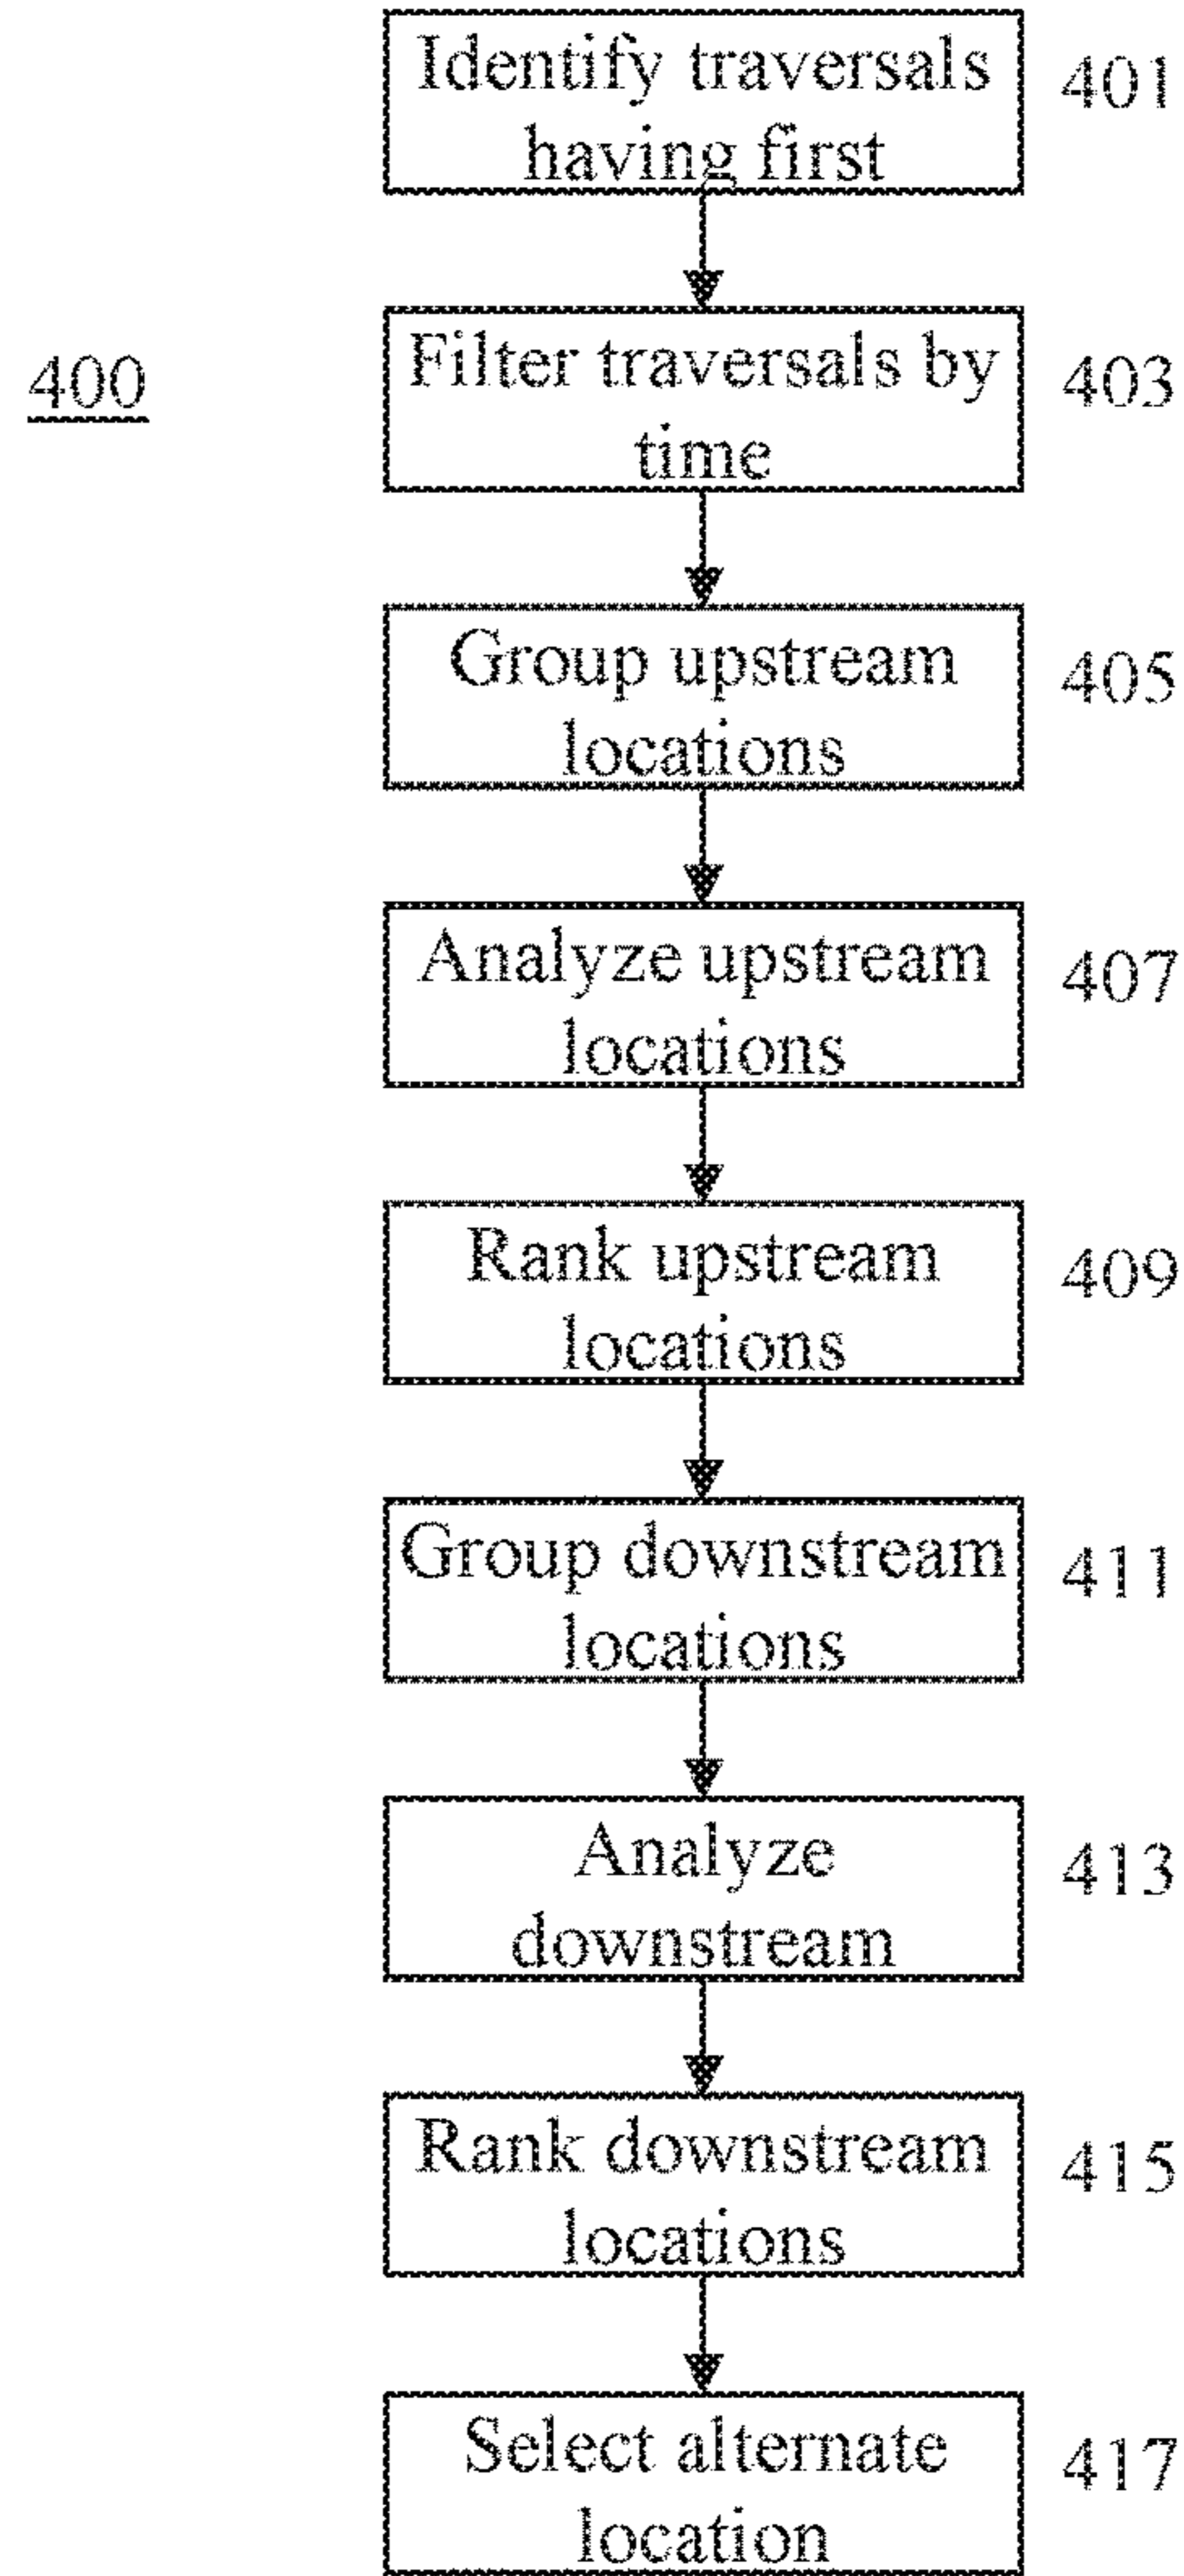 Identify traversals
having first
401
400
Filter traversals by
time
403
Group upstream
locations
405
Analyze upstream
locations
407
Rank upstream
locations
409
Group downstream
locations
411
Analyze
downstream
413
Rank downstream
locations
415
Select alternate
location
417